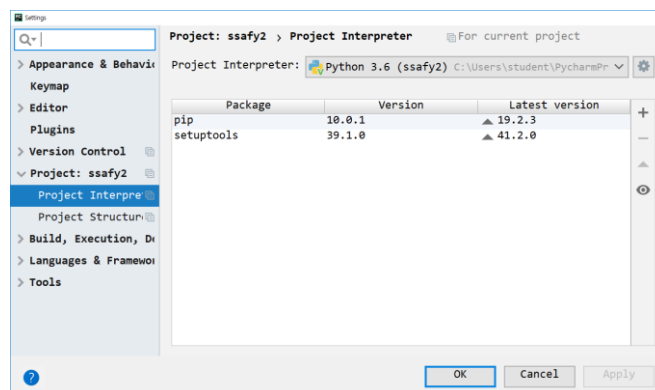 Settings
Project: ssafy2 › Project Interpreter For current project
> Appearance & Behavi
Project Interpreter: Python 3.6 (ssafy2) C:\Users\student\PycharmPr
Keymap
> Editor
Package Version Latest version
pip 10.0.1 19.2.3
Plugins
setuptools 39.1.0 41.2.0
> Version Control
Project: ssafy2
Project Interpre
Project Structur
> Build, Execution, D
> Languages & Framewo
> Tools
?
OK Cancel Apply